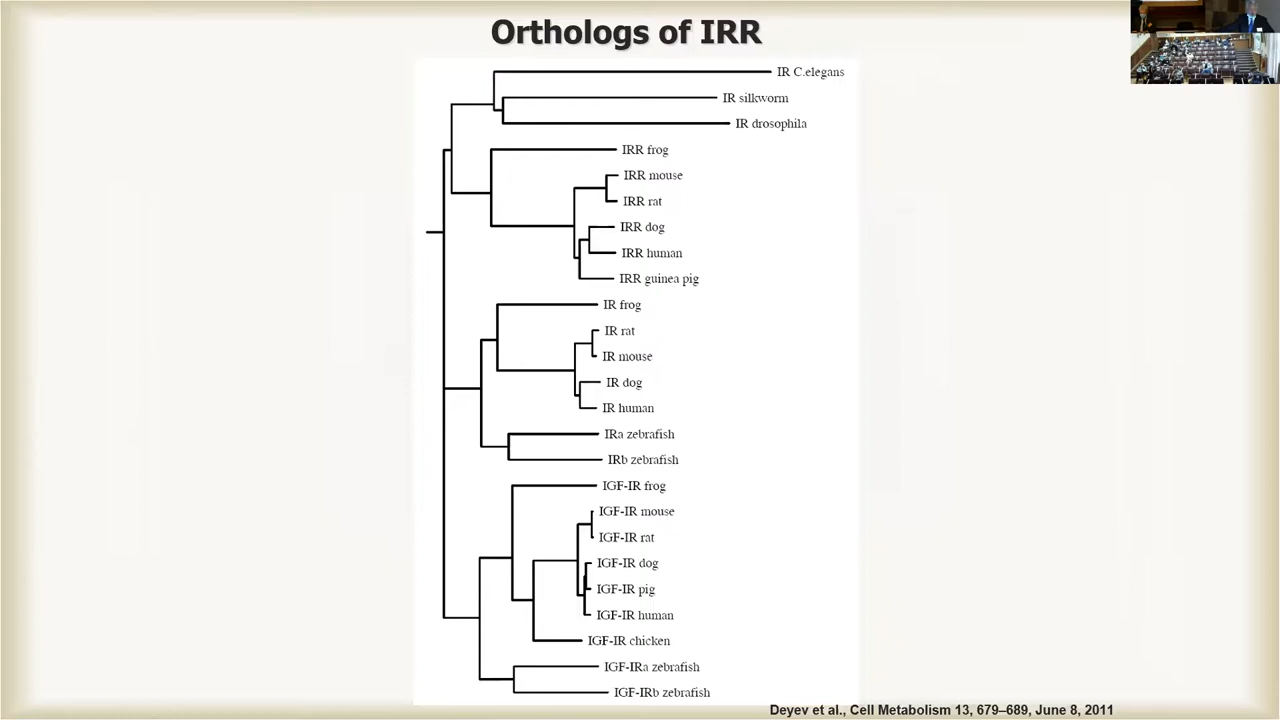 Orthologs of IRR
IR C.elegans
IR silkworm
IR drosophila
IRR frog
IRR mouse
IRR rat
IRR dog
IRR human
IRR guinea pig
IR frog
IR rat
IR mouse
IR dog
IR human
IRa zebrafish
IRb zebrafish
IGF-IR frog
IGF-IR mouse
IGF-IR rat
IGF-IR dog
IGF-IR pig
IGF-IR human
IGF-IR chicken
IGF-IRa zebrafish
IGF-IRb zebrafish
Deyev et al., Cell Metabolism 13, 679–689, June 8, 2011